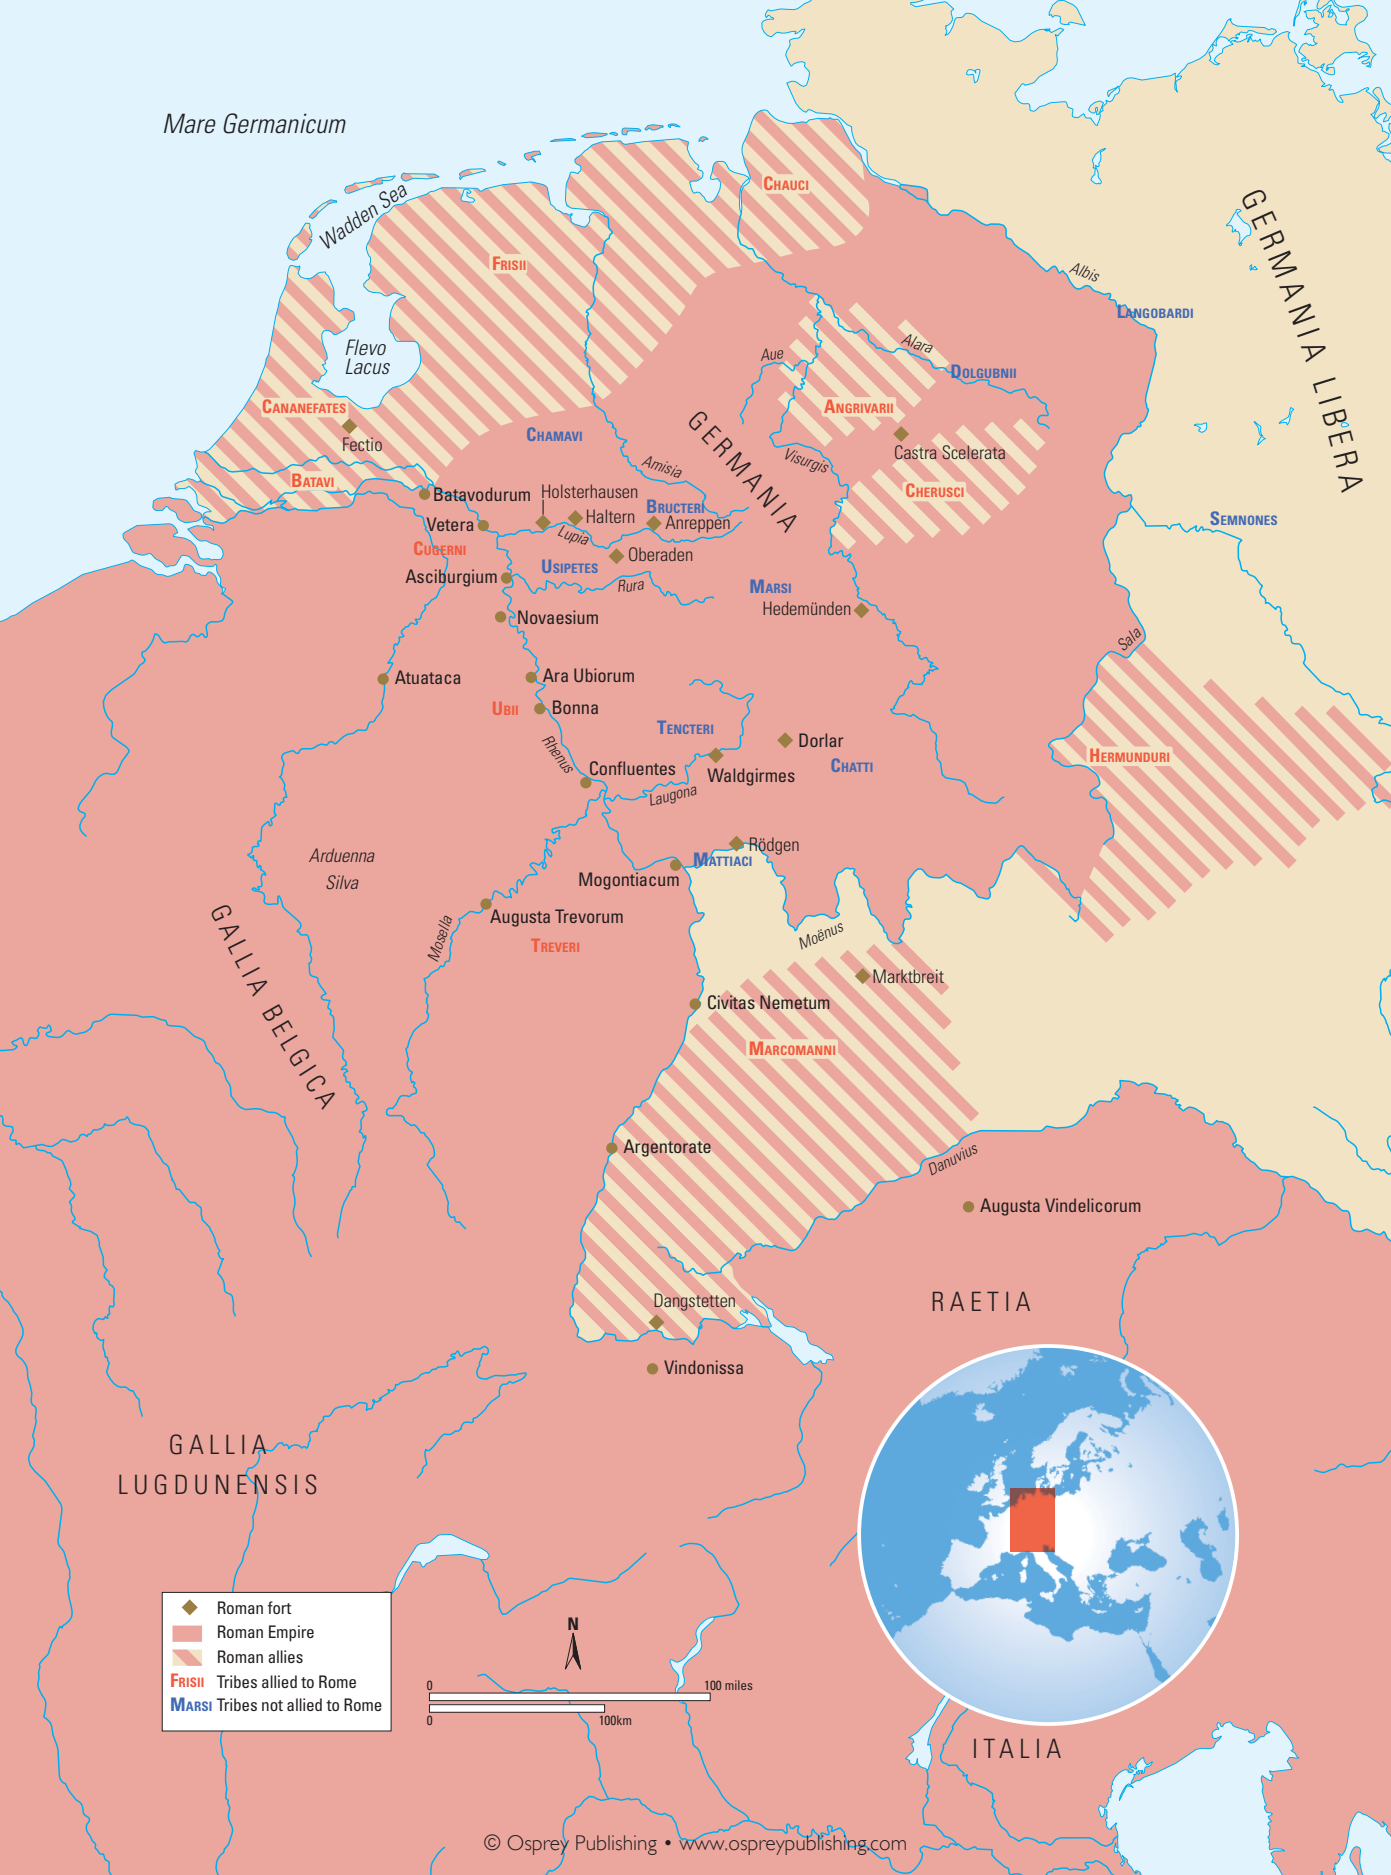 Mare Germanicum
Wadden Sea
CHAUCI
FRISII
GERMANIA LIBERA
Albis
LANGOBARDI
Flevo
Lacus
Aue
Alara
DOLGUBNII
CANANEFATES
Fectio
ANGRIVARII
CHAMAVI
GERMANIA
Castra Scelerata
Visurgis
Amisia
BATAVI
Batavodurum
Holsterhausen
CHERUSCI
BRUCTERI
Haltern
Anreppen
SEMNONES
Vetera
Lupia
CUGERNI
Oberaden
USIPETES
Asciburgium
Rura
MARSI
Hedemünden
Novaesium
Sala
Atuataca
Ara Ubiorum
UBII
Bonna
TENCTERI
Dorlar
Rhenus
HERMUNDURI
Confluentes
Waldgirmes
CHATTI
Laugona
Arduenna
Silva
Rödgen
MATTIACI
Mogontiacum
Augusta Trevorum
Mosella
TREVERI
Moënus
Marktbreit
GALLIA BELGICA
Civitas Nemetum
MARCOMANNI
Argentorate
Danuvius
Augusta Vindelicorum
RAETIA
Dangstetten
Vindonissa
GALLIA
LUGDUNENSIS
Roman fort
Roman Empire
Roman allies
FRISII Tribes allied to Rome
MARSI Tribes not allied to Rome
N
0 100 miles
0 100km
ITALIA
© Osprey Publishing • www.ospreypublishing.com